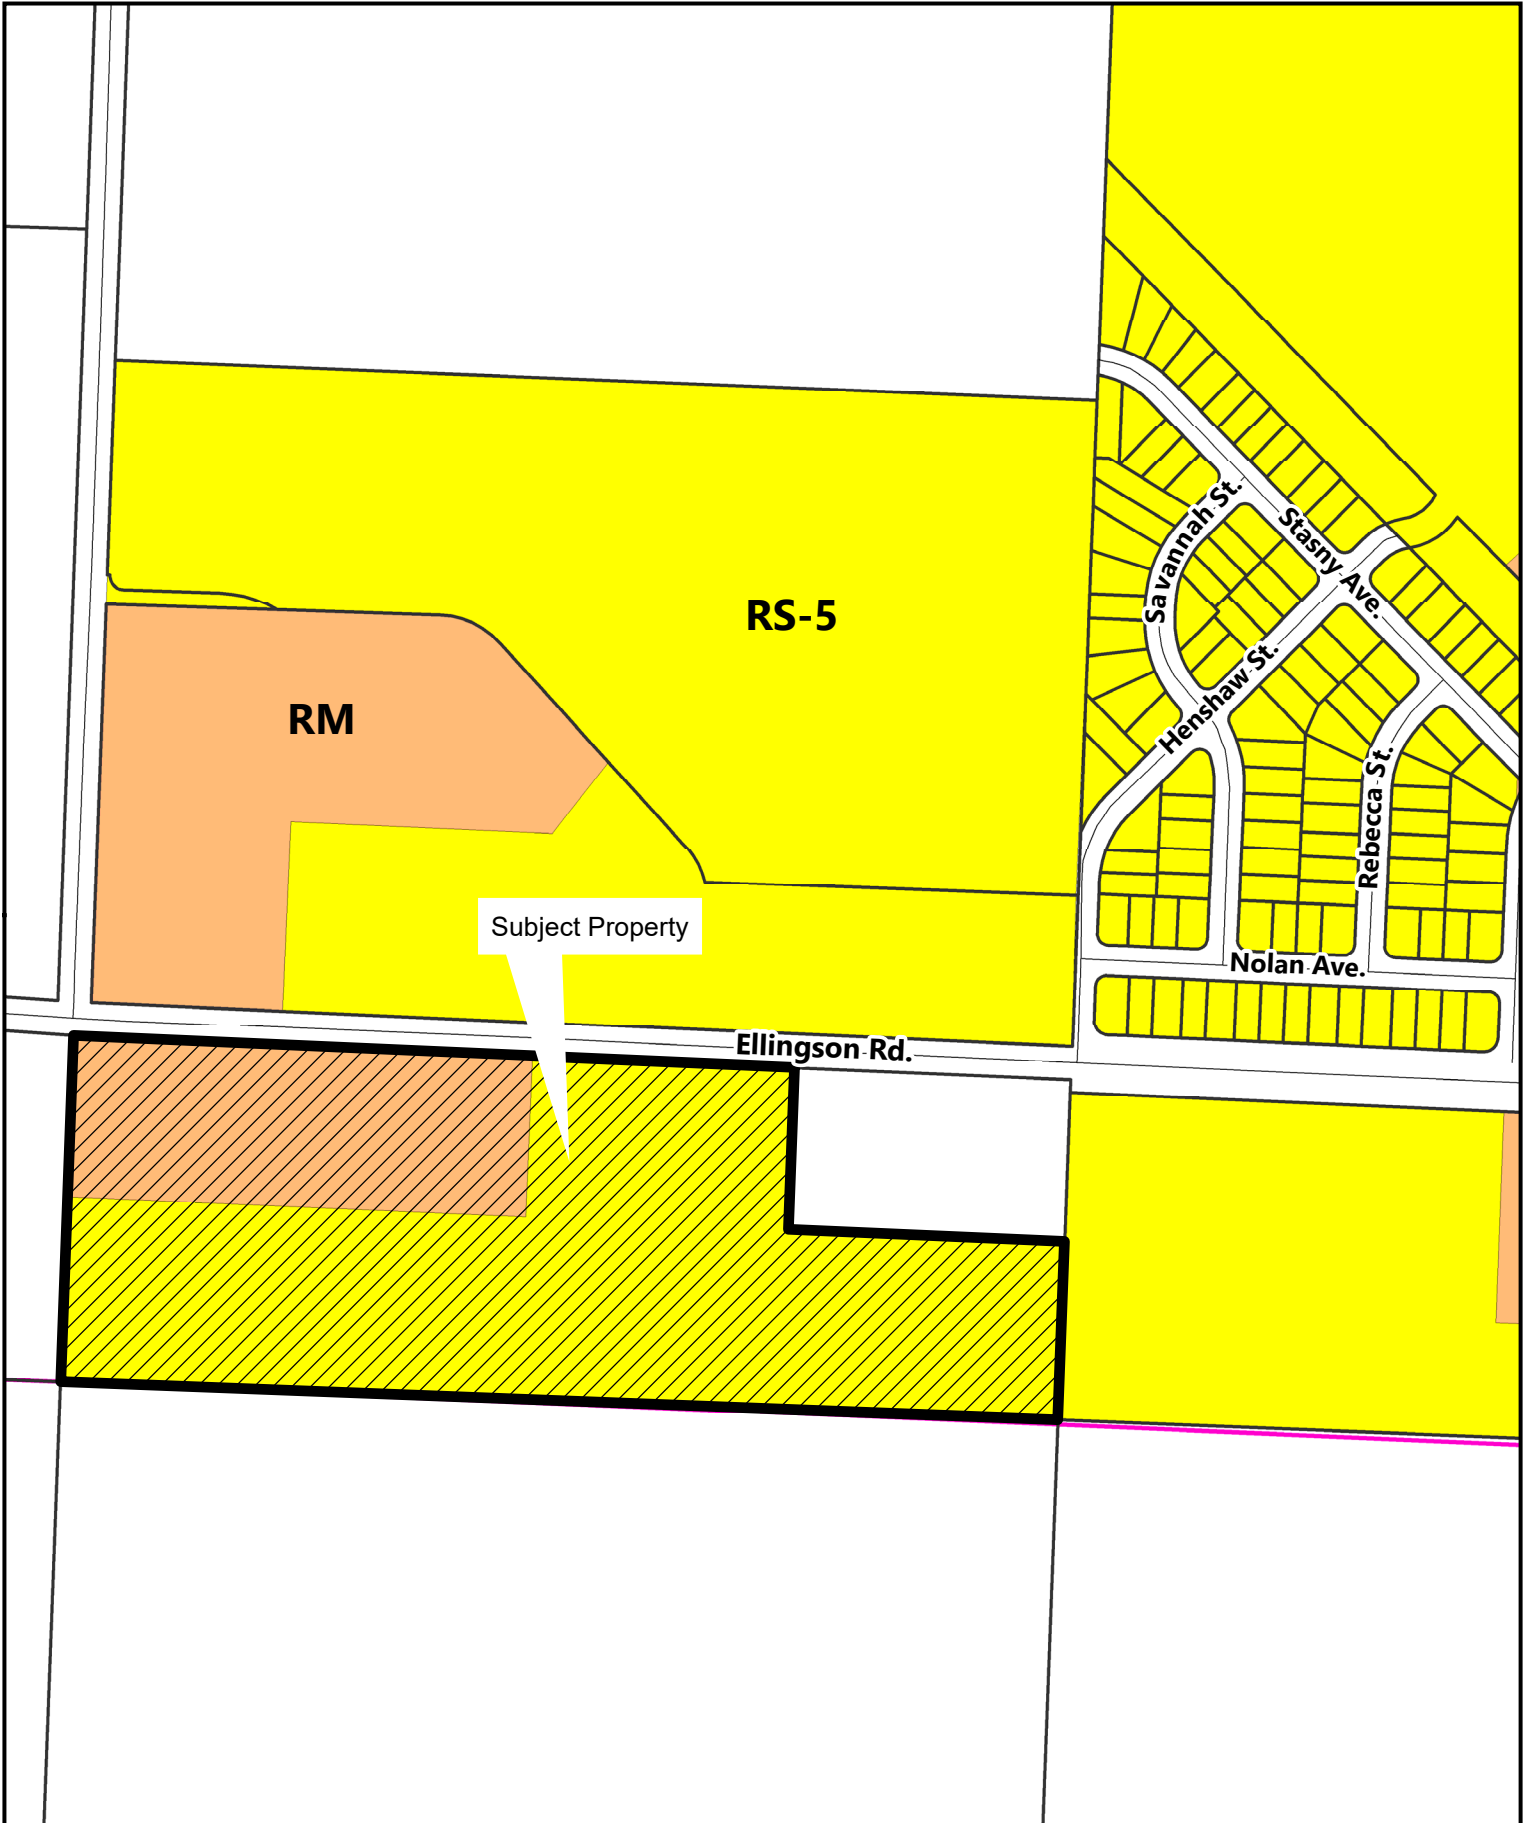 Savannah St.
Stasny Ave.
RS-5
Henshaw St.
RM
Rebecca St.
Subject Property
Nolan Ave.
Ellingson Rd.